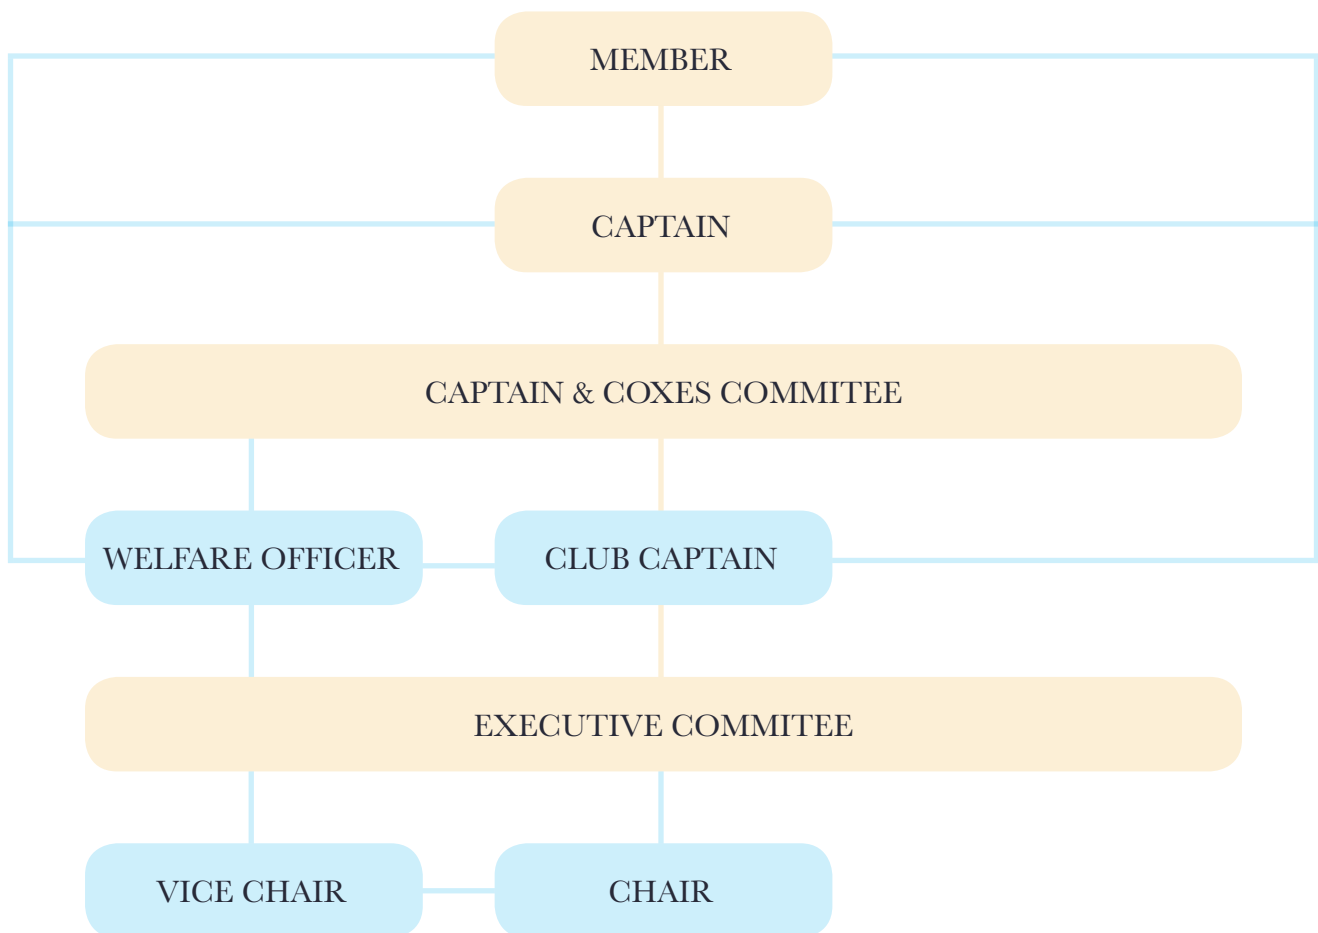 MEMBER
CAPTAIN
CAPTAIN & COXES COMMITEE
WELFARE OFFICER
CLUB CAPTAIN
EXECUTIVE COMMITEE
VICE CHAIR
CHAIR